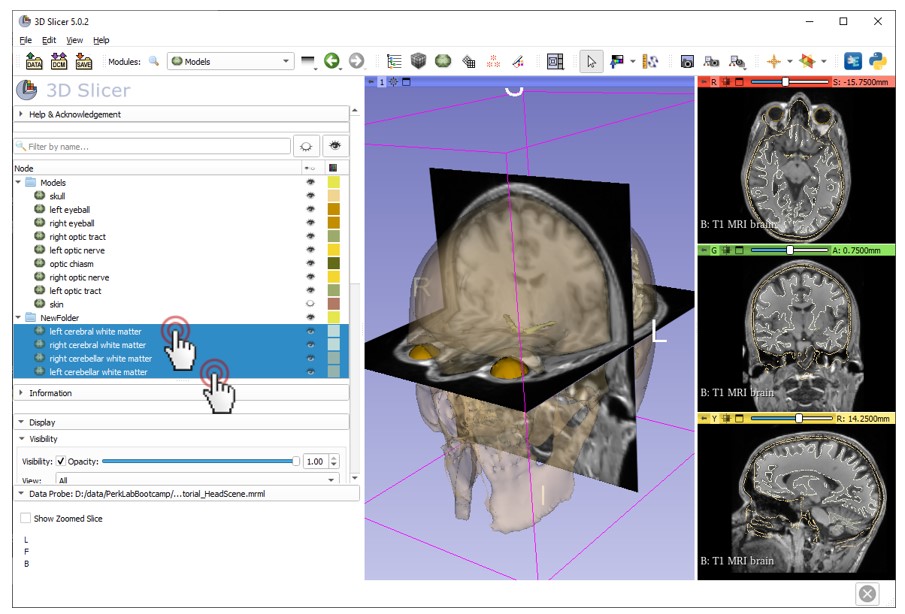 3D Slicer 5.0.2
File Edit View Help
DATA DCM SAVE Modules: Models
3D Slicer
Help & Acknowledgement
Filter by name...
Node
Models
skull
left eyeball
right eyeball
right optic tract
left optic nerve
optic chiasm
right optic nerve
left optic tract
skin
NewFolder
left cerebral white matter
right cerebral white matter
right cerebellar white matter
left cerebellar white matter
Information
Display
Visibility
Visibility: Opacity: 1.00
View: All
Data Probe: D:/data/PerkLabBootcamp/...torial_HeadScene.mrml
Show Zoomed Slice
L
F
B
1
R
L
I
R S: -15.7500mm
B: T1 MRI brain
G A: 0.7500mm
B: T1 MRI brain
Y R: 14.2500mm
B: T1 MRI brain